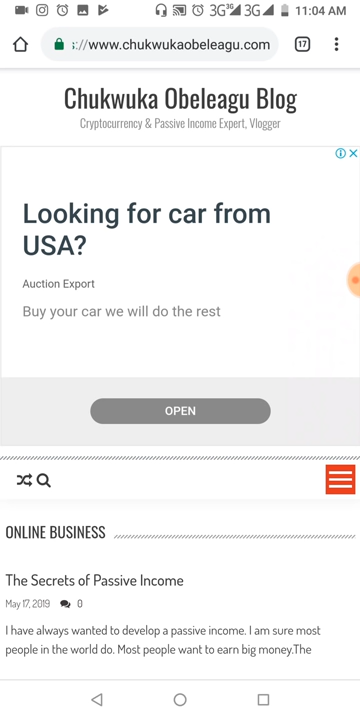 3G 3G 3G 11:04 AM
s://www.chukwukaobeleagu.com 17
Chukwuka Obeleagu Blog
Cryptocurrency & Passive Income Expert, Vlogger
Looking for car from
USA?
Auction Export
Buy your car we will do the rest
OPEN
ONLINE BUSINESS
The Secrets of Passive Income
May 17, 2019 0
I have always wanted to develop a passive income. I am sure most
people in the world do. Most people want to earn big money.The